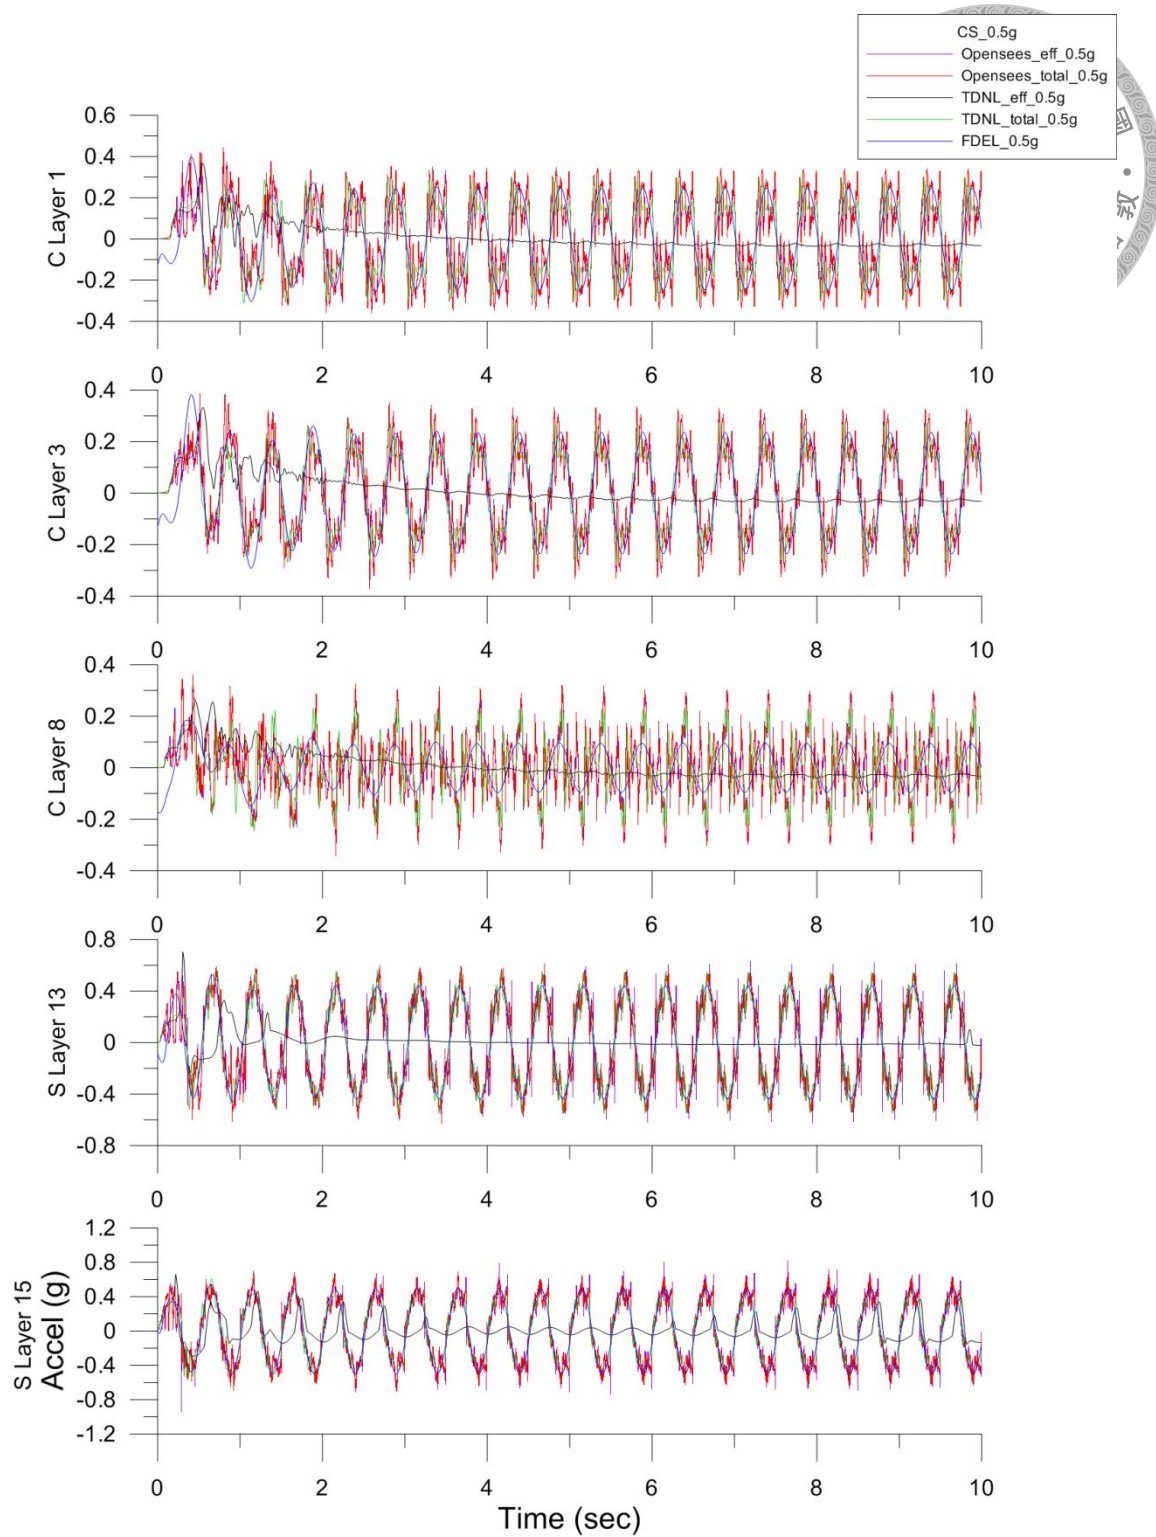 CS_0.5g
Opensees_eff_0.5g
Opensees_total_0.5g
TDNL_eff_0.5g
TDNL_total_0.5g
FDEL_0.5g
C Layer 1
0.6
0.4
0.2
0
-0.2
-0.4
0 2 4 6 8 10
C Layer 3
0.4
0.2
0
-0.2
-0.4
0 2 4 6 8 10
C Layer 8
0.4
0.2
0
-0.2
-0.4
0 2 4 6 8 10
S Layer 13
0.8
0.4
0
-0.4
-0.8
0 2 4 6 8 10
S Layer 15
Accel (g)
1.2
0.8
0.4
0
-0.4
-0.8
-1.2
0 2 4 6 8 10
Time (sec)